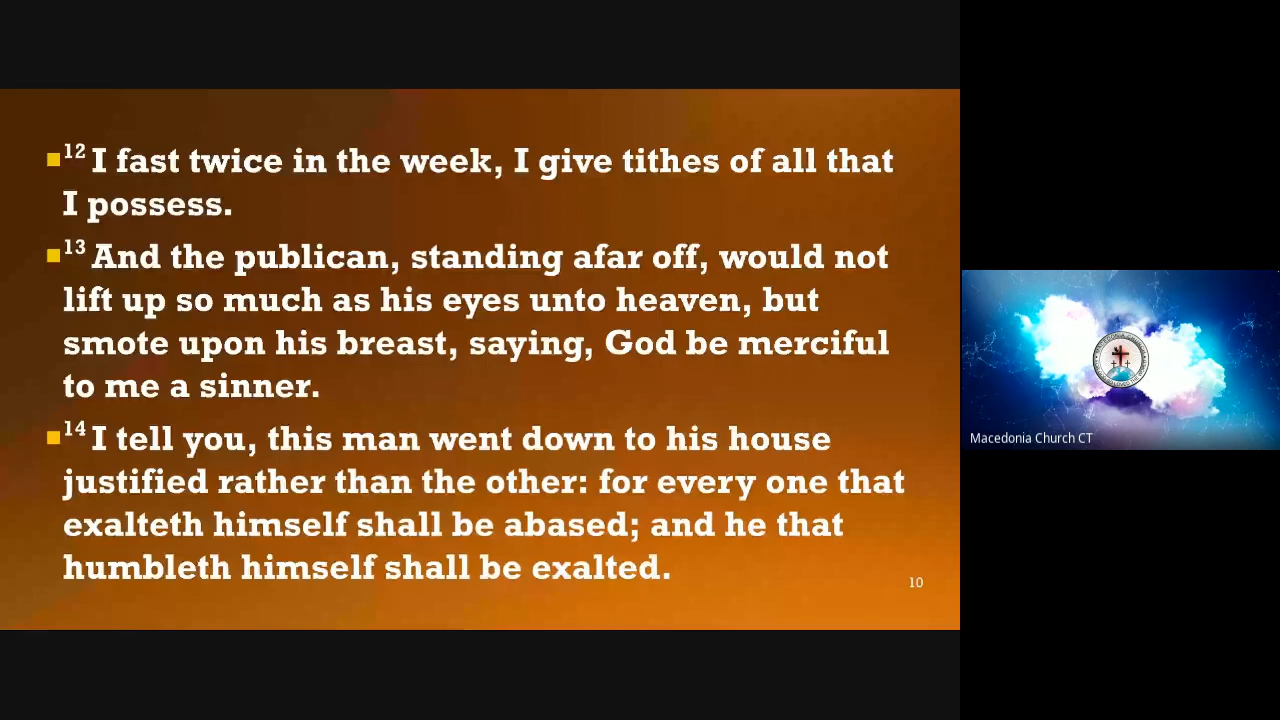 12 I fast twice in the week, I give tithes of all that
I possess.
13 And the publican, standing afar off, would not
lift up so much as his eyes unto heaven, but
smote upon his breast, saying, God be merciful
to me a sinner.
14 I tell you, this man went down to his house
justified rather than the other: for every one that
exalteth himself shall be abased; and he that
humbleth himself shall be exalted.
10
Macedonia Church CT